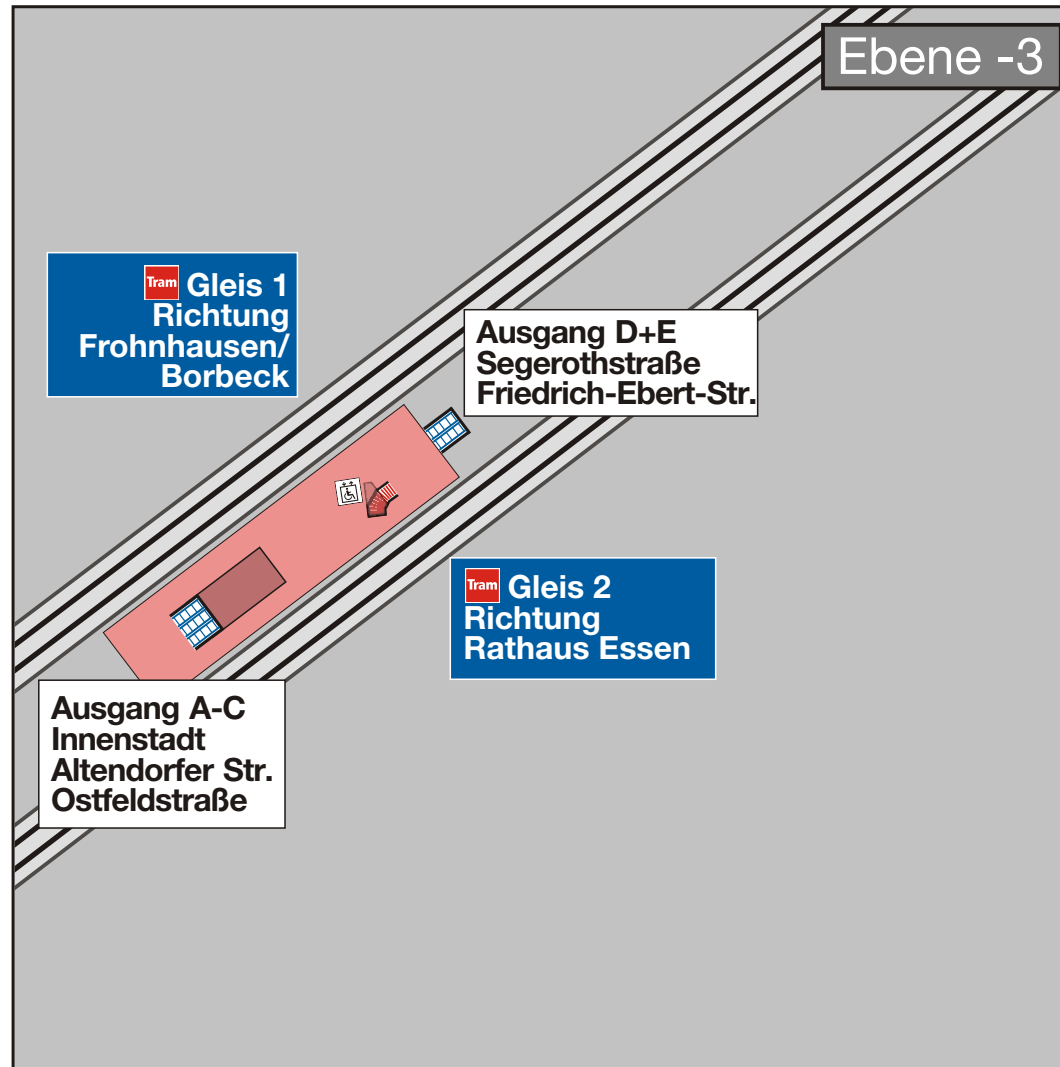 Ebene -3
Tram Gleis 1
Richtung
Frohnhausen/
Borbeck
Ausgang D+E
Segerothstraße
Friedrich-Ebert-Str.
Tram Gleis 2
Richtung
Rathaus Essen
Ausgang A-C
Innenstadt
Altendorfer Str.
Ostfeldstraße